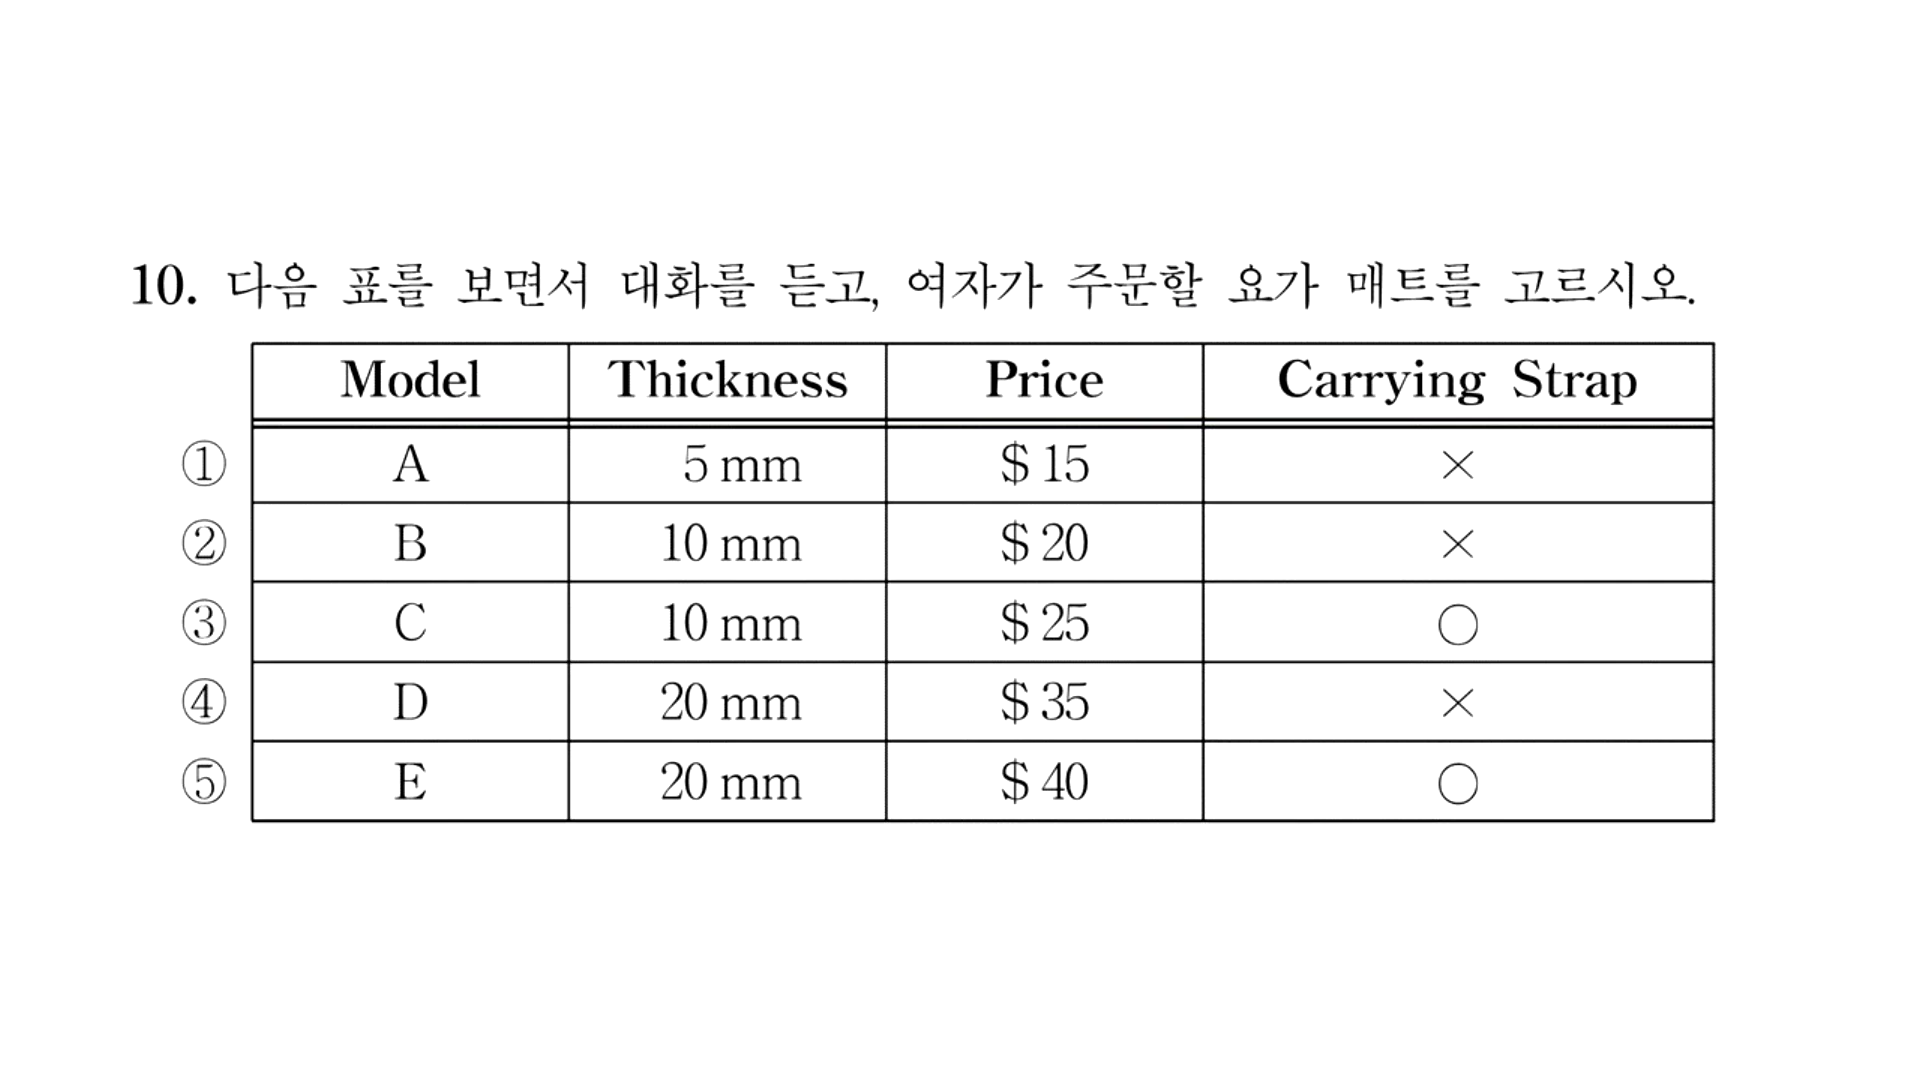 10. 다음 표를 보면서 대화를 듣고, 여자가 주문할 요가 매트를 고르시오.
Model Thickness Price Carrying Strap
① A 5 mm $ 15 ×
② B 10 mm $ 20 ×
③ C 10 mm $ 25 ○
④ D 20 mm $ 35 ×
⑤ E 20 mm $ 40 ○